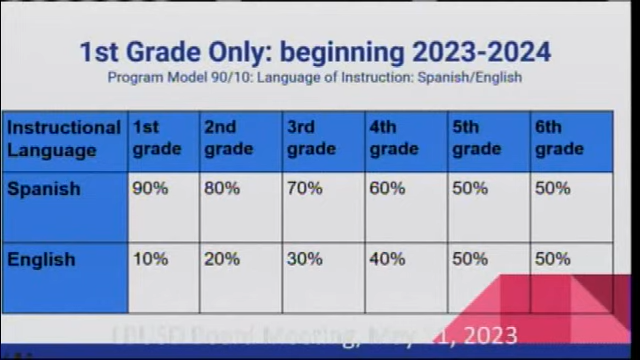 1st Grade Only: beginning 2023-2024
Program Model 90/10: Language of Instruction: Spanish/English
Instructional Language 1st grade 2nd grade 3rd grade 4th grade 5th grade 6th grade
Spanish 90% 80% 70% 60% 50% 50%
English 10% 20% 30% 40% 50% 50%
Board Meeting, May 2023